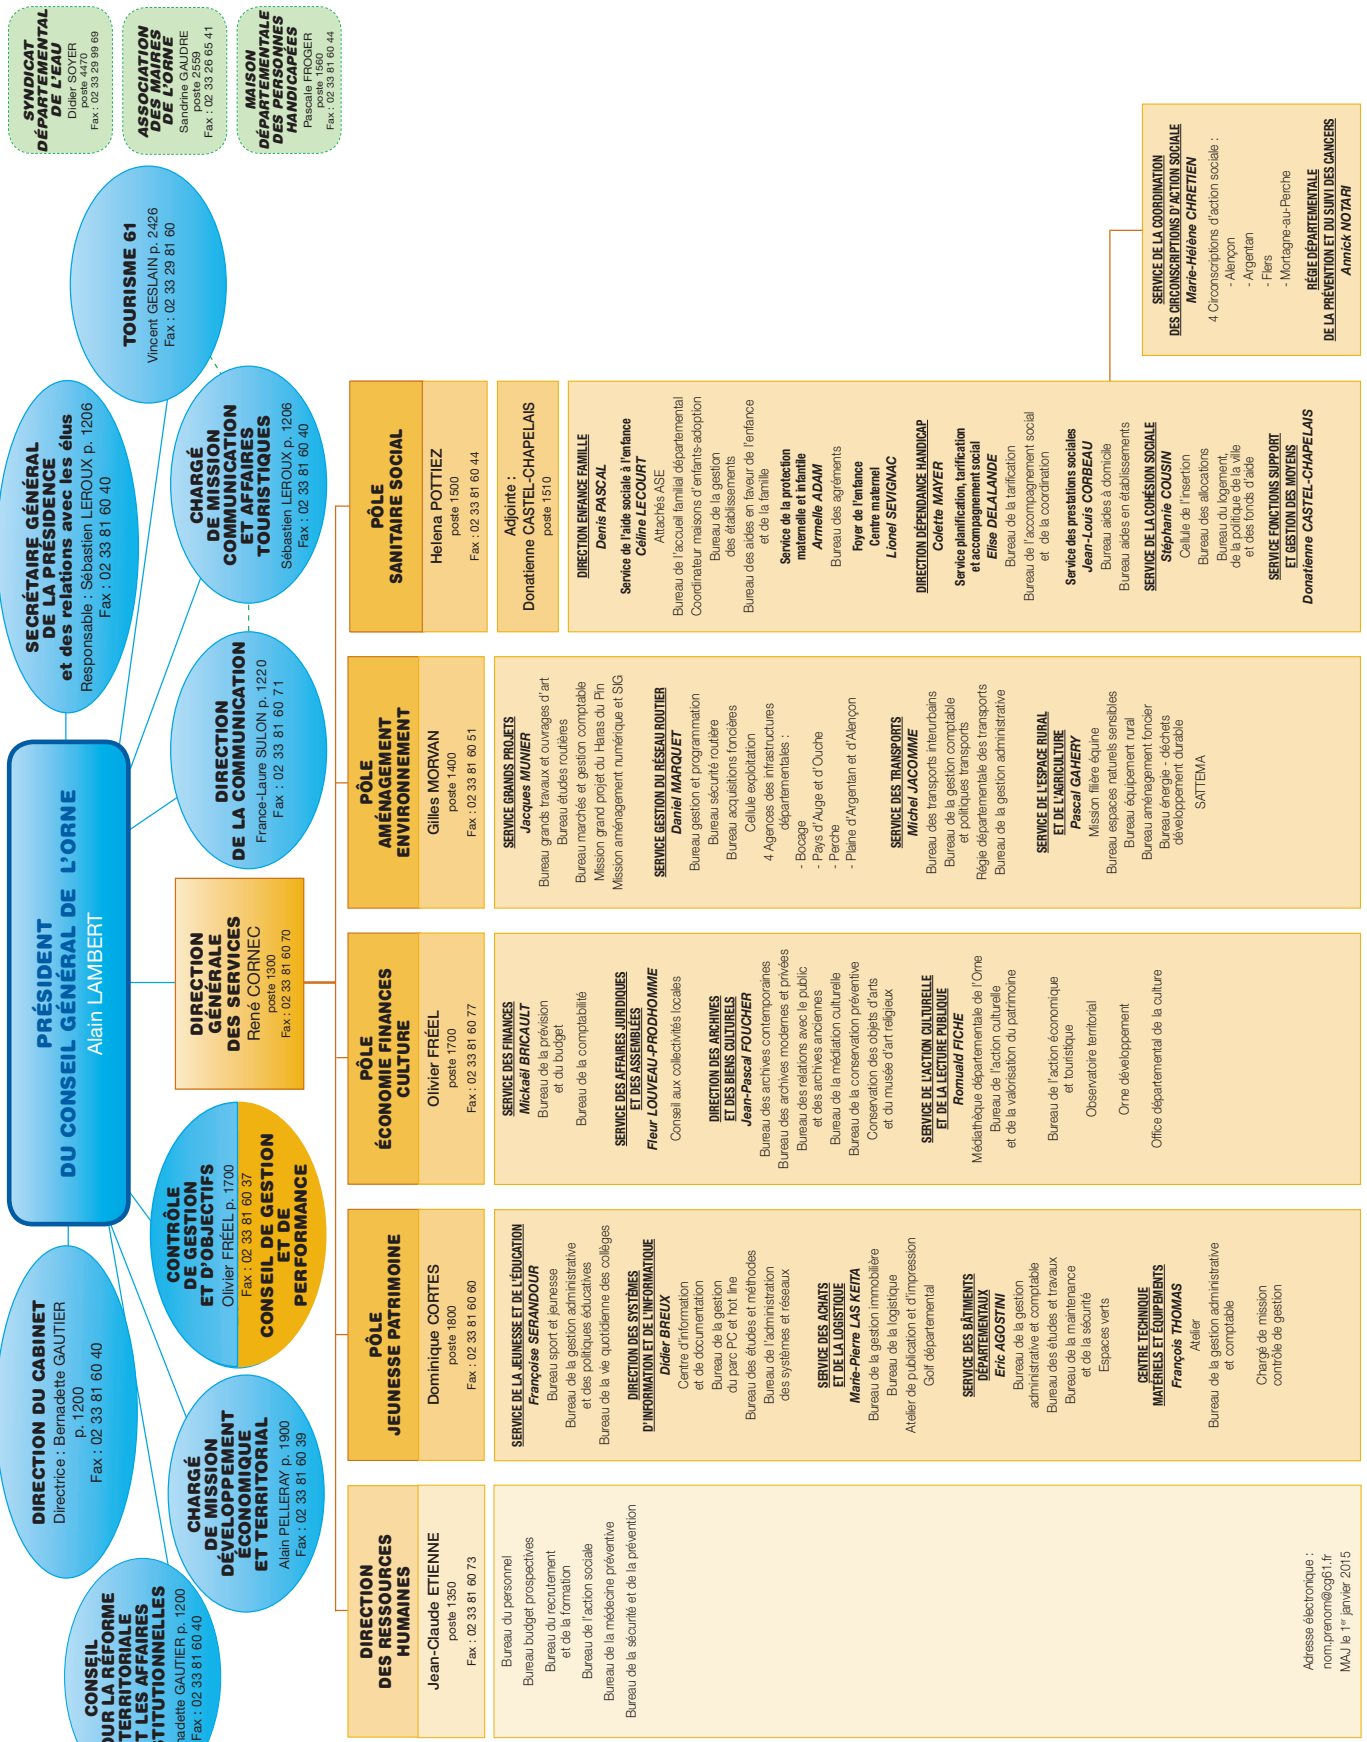 PRÉSIDENT
DU CONSEIL GÉNÉRAL DE L'ORNE
Alain LAMBERT
CONSEIL
LA RÉFORME
TERRITORIALE
LES AFFAIRES
GAUTIER p. 1200
Fax : 02 33 81 60 40
DIRECTION DU CABINET
Directrice : Bernadette GAUTIER
p. 1200
Fax : 02 33 81 60 40
CHARGÉ
DE MISSION
DÉVELOPPEMENT
ÉCONOMIQUE
ET TERRITORIAL
Alain PELLERAY p. 1900
Fax : 02 33 81 60 39
CONTRÔLE
DE GESTION
ET D'OBJECTIFS
Olivier FRÉEL p. 1700
Fax : 02 33 81 60 37
CONSEIL DE GESTION
ET DE
PERFORMANCE
DIRECTION
GÉNÉRALE
DES SERVICES
René CORNEC
poste 1300
Fax : 02 33 81 60 70
DIRECTION
DE LA COMMUNICATION
France-Laure SULON p. 1220
Fax : 02 33 81 60 71
SECRÉTAIRE GÉNÉRAL
DE LA PRÉSIDENCE
et des relations avec les élus
Responsable : Sébastien LEROUX p. 1206
Fax : 02 33 81 60 40
CHARGÉ
DE MISSION
COMMUNICATION
ET AFFAIRES
TOURISTIQUES
Sébastien LEROUX p. 1206
Fax : 02 33 81 60 40
TOURISME 61
Vincent GESLAIN p. 2426
Fax : 02 33 29 81 60
SYNDICAT
DÉPARTEMENTAL
DE L'EAU
Didier SOYER
poste 4470
Fax : 02 33 29 99 69
ASSOCIATION
DES MAIRES
DE L'ORNE
Sandrine GAUDRE
poste 2559
Fax : 02 33 26 65 41
MAISON
DÉPARTEMENTALE
DES PERSONNES
HANDICAPÉES
Pascale FROGER
poste 1560
Fax : 02 33 81 60 44
DIRECTION
DES RESSOURCES
HUMAINES
Jean-Claude ETIENNE
poste 1350
Fax : 02 33 81 60 73
Bureau du personnel
Bureau budget prospectives
Bureau du recrutement
et de la formation
Bureau de l'action sociale
Bureau de la médecine préventive
Bureau de la sécurité et de la prévention
Adresse électronique :
nom.prenom@cg61.fr
MAJ le 1er janvier 2015
PÔLE
JEUNESSE PATRIMOINE
Dominique CORTES
poste 1800
Fax : 02 33 81 60 60
SERVICE DE LA JEUNESSE ET DE L'ÉDUCATION
Françoise SERANDOUR
Bureau sport et jeunesse
Bureau de la gestion administrative
et des politiques éducatives
Bureau de la vie quotidienne des collèges
DIRECTION DES SYSTÈMES
D'INFORMATION ET DE L'INFORMATIQUE
Didier BREUX
Centre d'information
et de documentation
Bureau de la gestion
du parc PC et hot line
Bureau des études et méthodes
Bureau de l'administration
des systèmes et réseaux
SERVICE DES ACHATS
ET DE LA LOGISTIQUE
Marie-Pierre LAS KEITA
Bureau de la gestion immobilière
Bureau de la logistique
Atelier de publication et d'impression
Golf départemental
SERVICE DES BÂTIMENTS
DÉPARTEMENTAUX
Eric AGOSTINI
Bureau de la gestion
administrative et comptable
Bureau des études et travaux
Bureau de la maintenance
et de la sécurité
Espaces verts
CENTRE TECHNIQUE
MATÉRIELS ET ÉQUIPEMENTS
François THOMAS
Atelier
Bureau de la gestion administrative
et comptable
Chargé de mission
contrôle de gestion
PÔLE
ÉCONOMIE FINANCES
CULTURE
Olivier FRÉEL
poste 1700
Fax : 02 33 81 60 77
SERVICE DES FINANCES
Mickaël BRICAULT
Bureau de la prévision
et du budget
Bureau de la comptabilité
SERVICE DES AFFAIRES JURIDIQUES
ET DES ASSEMBLÉES
Fleur LOUVEAU-PRODHOMME
Conseil aux collectivités locales
DIRECTION DES ARCHIVES
ET DES BIENS CULTURELS
Jean-Pascal FOUCHER
Bureau des archives contemporaines
Bureau des archives modernes et privées
Bureau des relations avec le public
et des archives anciennes
Bureau de la médiation culturelle
Bureau de la conservation préventive
Conservation des objets d'arts
et du musée d'art religieux
SERVICE DE L'ACTION CULTURELLE
ET DE LA LECTURE PUBLIQUE
Romuald FICHE
Médiathèque départementale de l'Orne
Bureau de l'action culturelle
et de la valorisation du patrimoine
Bureau de l'action économique
et touristique
Observatoire territorial
Orne développement
Office départemental de la culture
PÔLE
AMÉNAGEMENT
ENVIRONNEMENT
Gilles MORVAN
poste 1400
Fax : 02 33 81 60 51
SERVICE GRANDS PROJETS
Jacques MUNIER
Bureau grands travaux et ouvrages d'art
Bureau études routières
Bureau marchés et gestion comptable
Mission grand projet du Haras du Pin
Mission aménagement numérique et SIG
SERVICE GESTION DU RÉSEAU ROUTIER
Daniel MARQUET
Bureau gestion et programmation
Bureau sécurité routière
Bureau acquisitions foncières
Cellule exploitation
4 Agences des infrastructures
départementales :
- Bocage
- Pays d'Auge et d'Ouche
- Perche
- Plaine d'Argentan et d'Alençon
SERVICE DES TRANSPORTS
Michel JACOMME
Bureau des transports interurbains
Bureau de la gestion comptable
et politiques transports
Régie départementale des transports
Bureau de la gestion administrative
SERVICE DE L'ESPACE RURAL
ET DE L'AGRICULTURE
Pascal GAHERY
Mission filière équine
Bureau espaces naturels sensibles
Bureau équipement rural
Bureau aménagement foncier
Bureau énergie - déchets
développement durable
SATTEMA
PÔLE
SANITAIRE SOCIAL
Helena POTTIEZ
poste 1500
Fax : 02 33 81 60 44
Adjointe :
Donatienne CASTEL-CHAPELAIS
poste 1510
DIRECTION ENFANCE FAMILLE
Denis PASCAL
Service de l'aide sociale à l'enfance
Céline LECOURT
Attachés ASE
Bureau de l'accueil familial départemental
Coordinateur maisons d'enfants-adoption
Bureau de la gestion
des établissements
Bureau des aides en faveur de l'enfance
et de la famille
Service de la protection
maternelle et infantile
Armelle ADAM
Bureau des agréments
Foyer de l'enfance
Centre maternel
Lionel SEVIGNAC
DIRECTION DÉPENDANCE HANDICAP
Colette MAYER
Service planification, tarification
et accompagnement social
Elise DELALANDE
Bureau de la tarification
Bureau de l'accompagnement social
et de la coordination
Service des prestations sociales
Jean-Louis CORBEAU
Bureau aides à domicile
Bureau aides en établissements
SERVICE DE LA COHÉSION SOCIALE
Stéphanie COUSIN
Cellule de l'insertion
Bureau des allocations
Bureau du logement,
de la politique de la ville
et des fonds d'aide
SERVICE FONCTIONS SUPPORT
ET GESTION DES MOYENS
Donatienne CASTEL-CHAPELAIS
SERVICE DE LA COORDINATION
DES CIRCONSCRIPTIONS D'ACTION SOCIALE
Marie-Hélène CHRETIEN
4 Circonscriptions d'action sociale :
- Alençon
- Argentan
- Flers
- Mortagne-au-Perche
RÉGIE DÉPARTEMENTALE
DE LA PRÉVENTION ET DU SUIVI DES CANCERS
Annick NOTARI